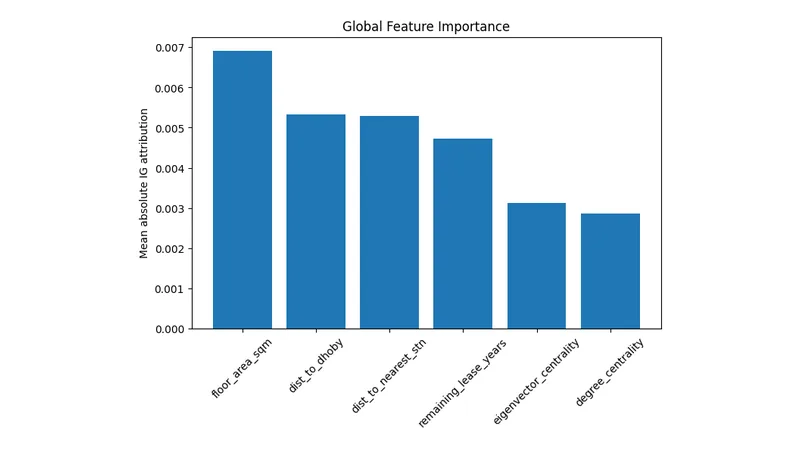 Global Feature Importance
Mean absolute IG attribution
0.007
0.006
0.005
0.004
0.003
0.002
0.001
0.000
floor_area_sqm
dist_to_dhoby
dist_to_nearest_stn
remaining_lease_years
eigenvector_centrality
degree_centrality